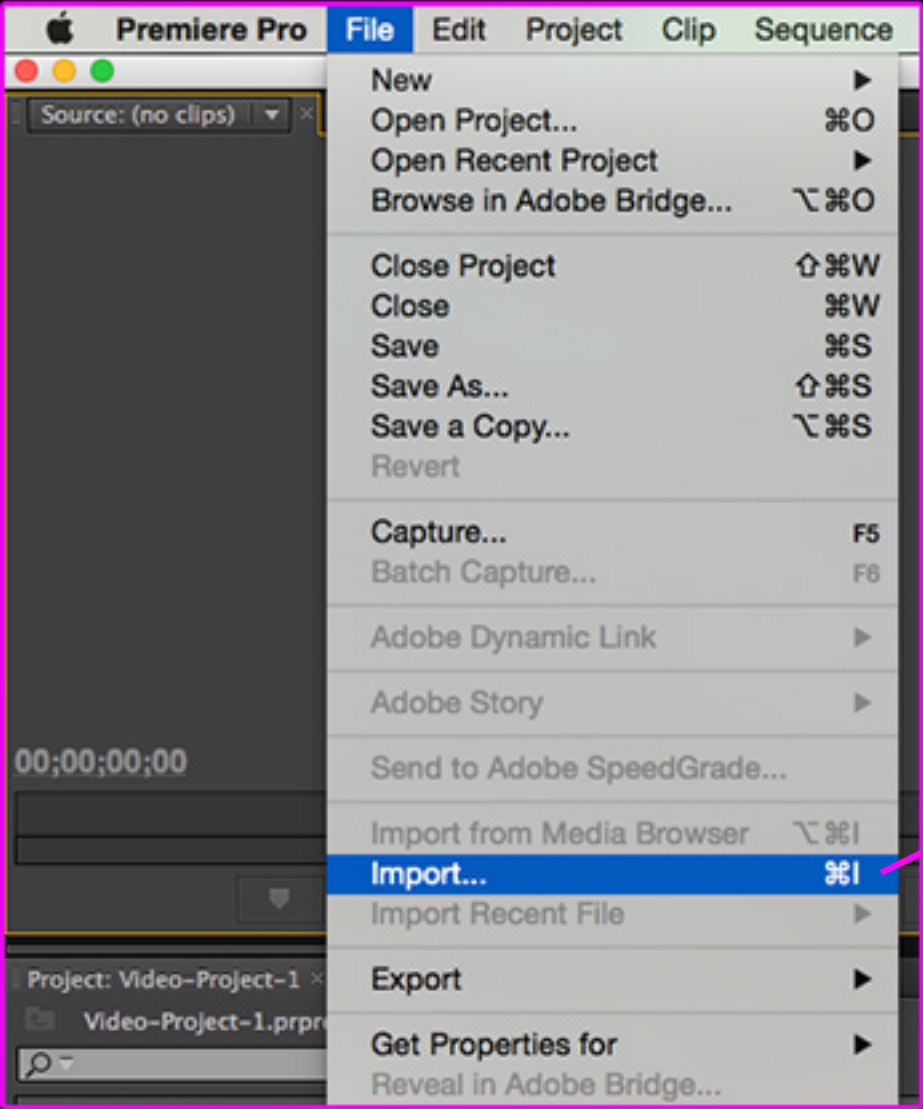 Premiere Pro File Edit Project Clip Sequence
Source: (no clips)
New
Open Project... ⌘O
Open Recent Project
Browse in Adobe Bridge... ⌥⌘O
Close Project ⇧⌘W
Close ⌘W
Save ⌘S
Save As... ⇧⌘S
Save a Copy... ⌥⌘S
Revert
Capture... F5
Batch Capture... F6
Adobe Dynamic Link
Adobe Story
Send to Adobe SpeedGrade...
Import from Media Browser ⌥⌘I
Import... ⌘I
Import Recent File
Export
Get Properties for
Reveal in Adobe Bridge...
00;00;00;00
Project: Video-Project-1
Video-Project-1.prpr